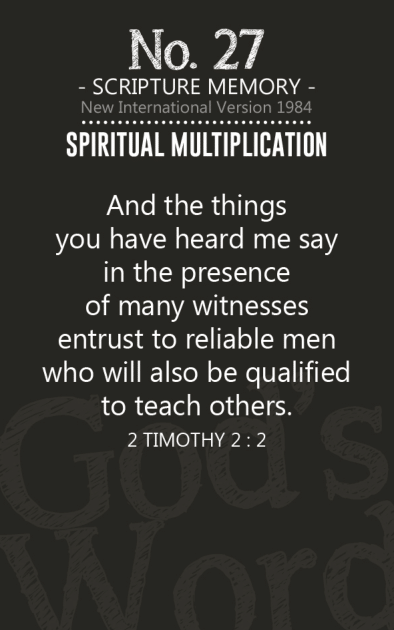 No. 27
- SCRIPTURE MEMORY -
New International Version 1984
SPIRITUAL MULTIPLICATION
And the things
you have heard me say
in the presence
of many witnesses
entrust to reliable men
who will also be qualified
to teach others.
2 TIMOTHY 2 : 2
God's
Word